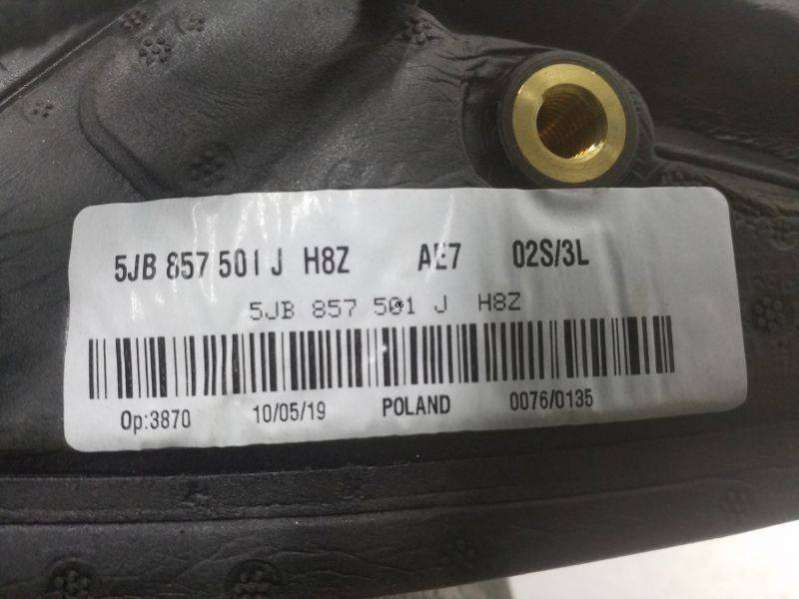 5JB 857 501 J H8Z AE7 02S/3L
5JB 857 501 J H8Z
Op:3870 10/05/19 POLAND 0076/0135